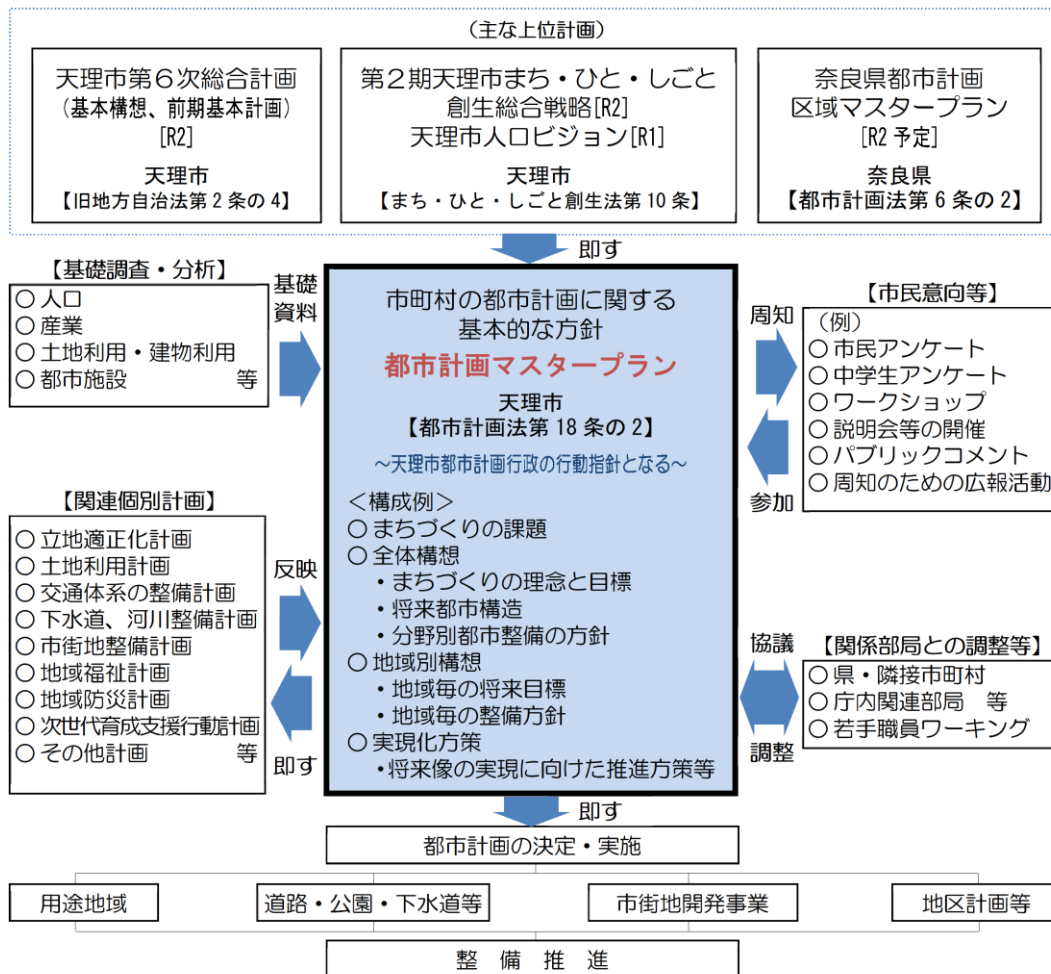 (主な上位計画)
天理市第6次総合計画
(基本構想、前期基本計画)
[R2]
天理市
【旧地方自治法第2条の4】
第2期天理市まち・ひと・しごと
創生総合戦略[R2]
天理市人口ビジョン[R1]
天理市
【まち・ひと・しごと創生法第10条】
奈良県都市計画
区域マスタープラン
[R2 予定]
奈良県
【都市計画法第6条の2】
即す
【基礎調査・分析】
○人口
○産業
○土地利用・建物利用
○都市施設 等
基礎
資料
市町村の都市計画に関する
基本的な方針
都市計画マスタープラン
天理市
【都市計画法第18条の2】
~天理市都市計画行政の行動指針となる~
<構成例>
○まちづくりの課題
○全体構想
・まちづくりの理念と目標
・将来都市構造
・分野別都市整備の方針
○地域別構想
・地域毎の将来目標
・地域毎の整備方針
○実現化方策
・将来像の実現に向けた推進方策等
周知
参加
【市民意向等】
(例)
○市民アンケート
○中学生アンケート
○ワークショップ
○説明会等の開催
○パブリックコメント
○周知のための広報活動
【関連個別計画】
○立地適正化計画
○土地利用計画
○交通体系の整備計画
○下水道、河川整備計画
○市街地整備計画
○地域福祉計画
○地域防災計画
○次世代育成支援行動計画
○その他計画 等
反映
即す
協議
調整
【関係部局との調整等】
○県・隣接市町村
○庁内関連部局 等
○若手職員ワーキング
即す
都市計画の決定・実施
用途地域
道路・公園・下水道等
市街地開発事業
地区計画等
整 備 推 進